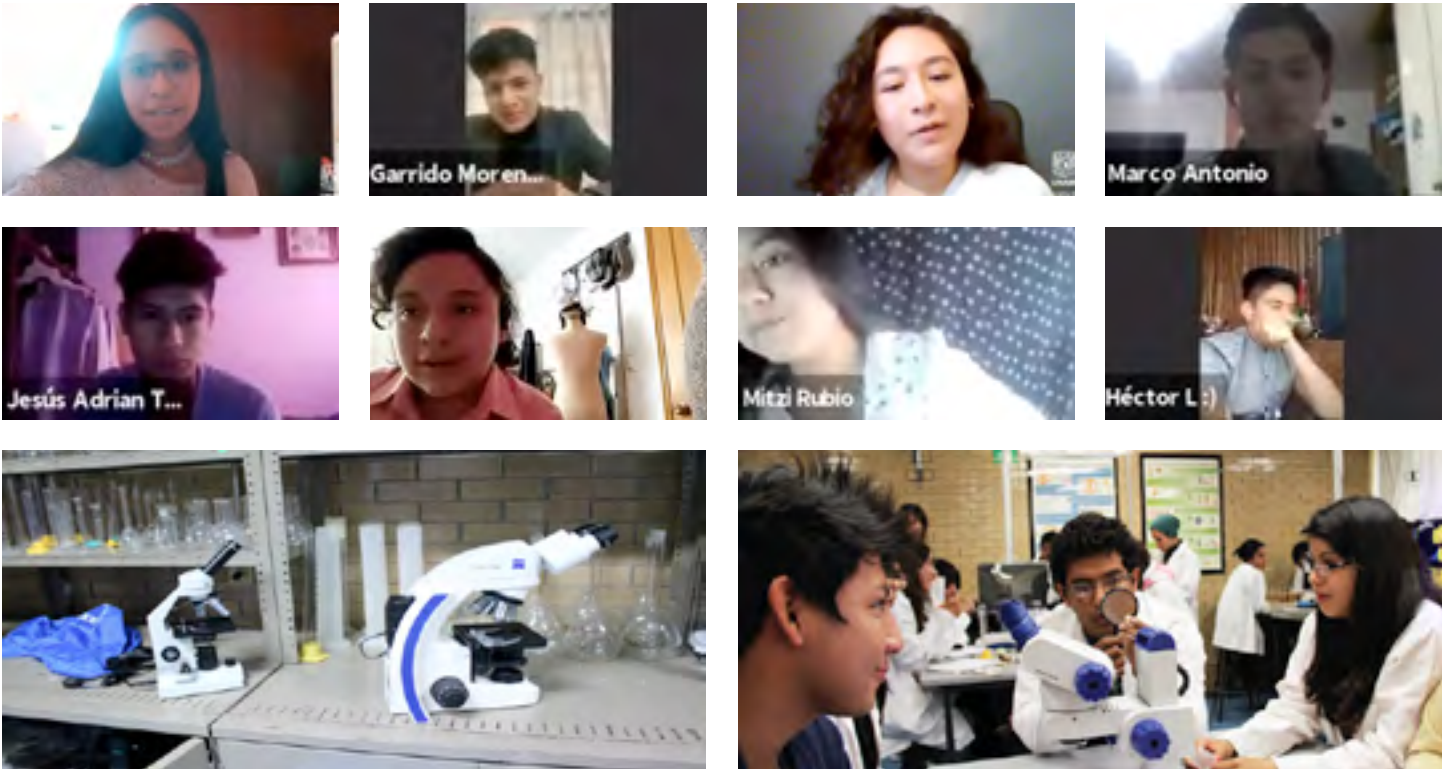 Garrido Moren...
Marco Antonio
Jesús Adrian T...
Mitzi Rubio
Héctor L :)